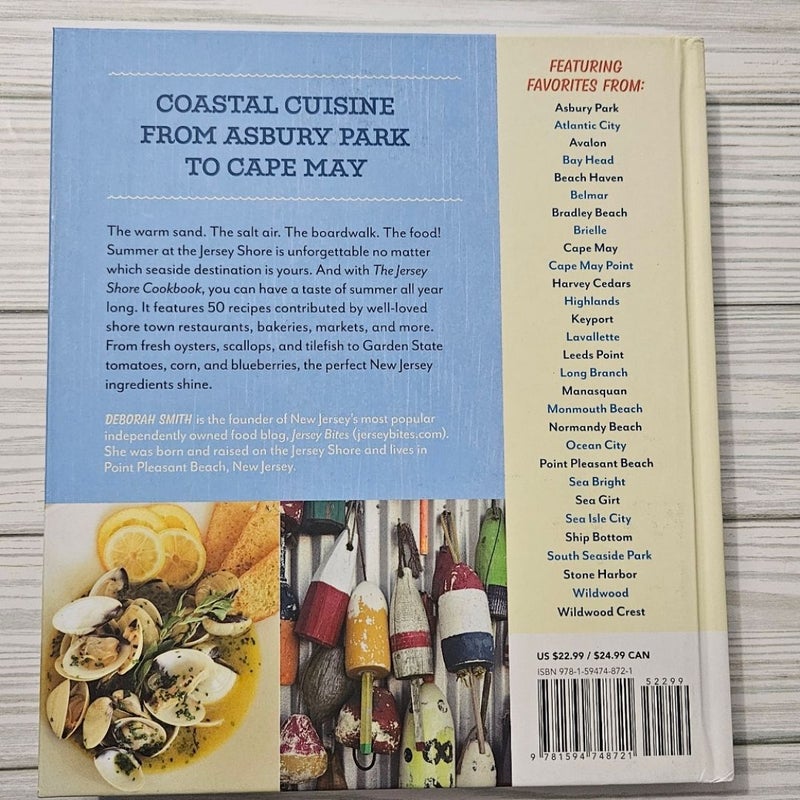 COASTAL CUISINE
FROM ASBURY PARK
TO CAPE MAY
The warm sand. The salt air. The boardwalk. The food!
Summer at the Jersey Shore is unforgettable no matter
which seaside destination is yours. And with The Jersey
Shore Cookbook, you can have a taste of summer all year
long. It features 50 recipes contributed by well-loved
shore town restaurants, bakeries, markets, and more.
From fresh oysters, scallops, and tilefish to Garden State
tomatoes, corn, and blueberries, the perfect New Jersey
ingredients shine.
DEBORAH SMITH is the founder of New Jersey's most popular
independently owned food blog, Jersey Bites (jerseybites.com).
She was born and raised on the Jersey Shore and lives in
Point Pleasant Beach, New Jersey.
FEATURING
FAVORITES FROM:
Asbury Park
Atlantic City
Avalon
Bay Head
Beach Haven
Belmar
Bradley Beach
Brielle
Cape May
Cape May Point
Harvey Cedars
Highlands
Keyport
Lavallette
Leeds Point
Long Branch
Manasquan
Monmouth Beach
Normandy Beach
Ocean City
Point Pleasant Beach
Sea Bright
Sea Girt
Sea Isle City
Ship Bottom
South Seaside Park
Stone Harbor
Wildwood
Wildwood Crest
US $22.99 / $24.99 CAN
ISBN 978-1-59474-872-1
52299
9 781594 748721